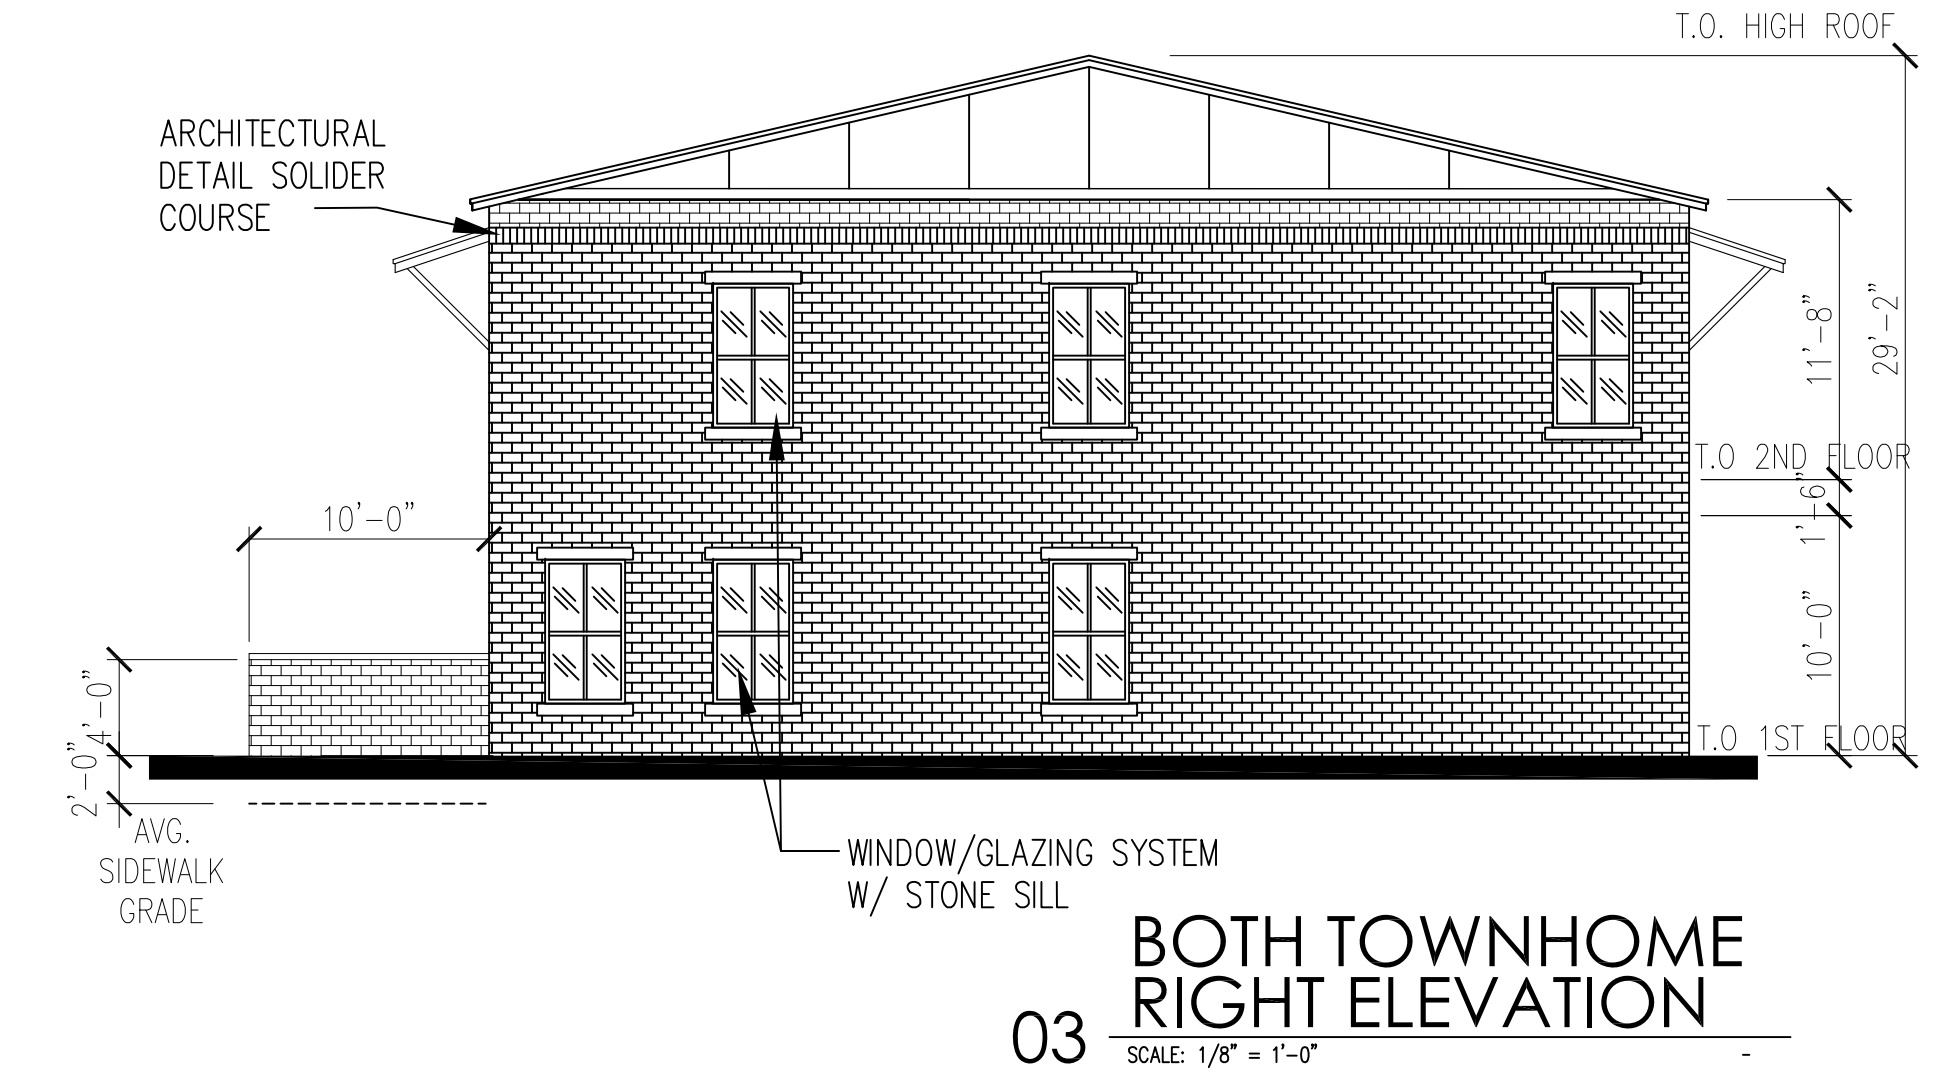 T.O. HIGH ROOF
ARCHITECTURAL
DETAIL SOLIDER
COURSE
11'-8"
29'-2"
T.O 2ND FLOOR
1'-6"
10'-0"
10'-0"
4'-0"
2'-0"
T.O 1ST FLOOR
AVG.
SIDEWALK
GRADE
WINDOW/GLAZING SYSTEM
W/ STONE SILL
BOTH TOWNHOME
RIGHT ELEVATION
03
SCALE: 1/8" = 1'-0"
-